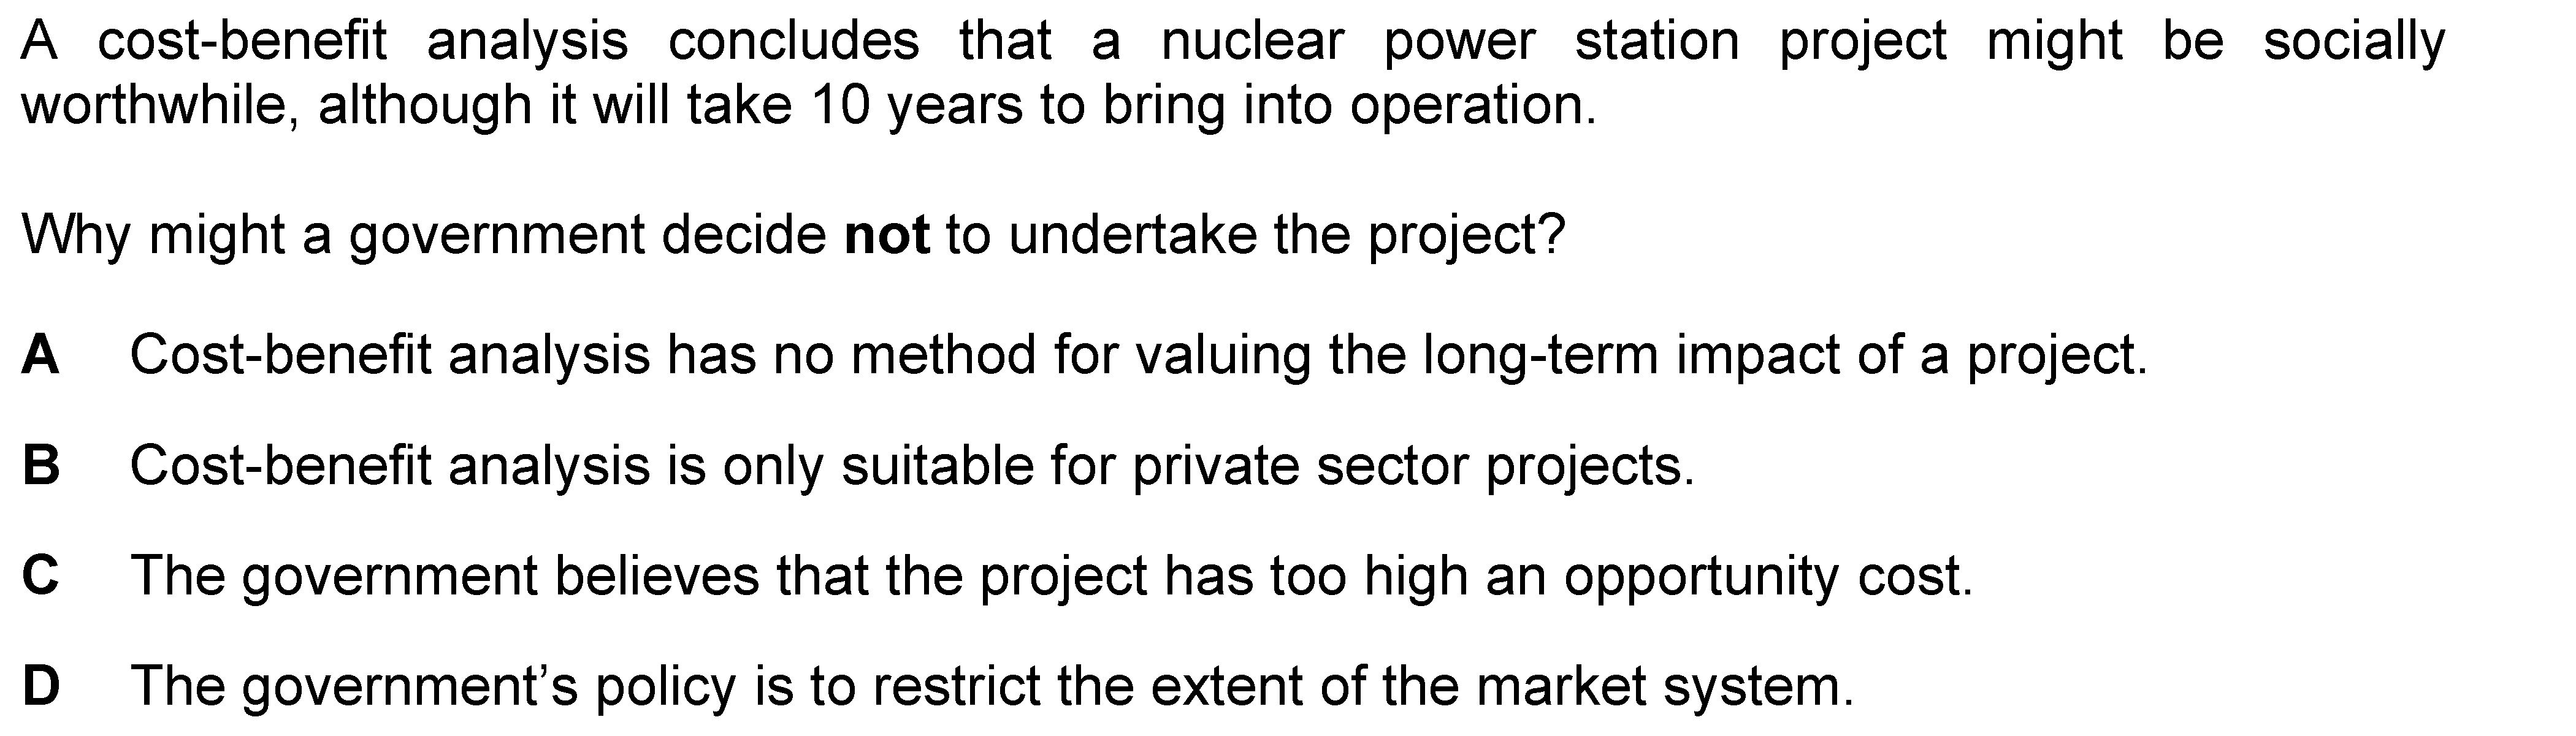 A cost-benefit analysis concludes that a nuclear power station project might be socially
worthwhile, although it will take 10 years to bring into operation.
Why might a government decide not to undertake the project?
A Cost-benefit analysis has no method for valuing the long-term impact of a project.
B Cost-benefit analysis is only suitable for private sector projects.
C The government believes that the project has too high an opportunity cost.
D The government’s policy is to restrict the extent of the market system.